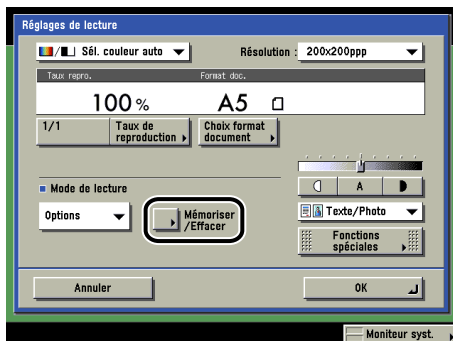 Réglages de lecture
Sél. couleur auto
Résolution : 200x200ppp
Taux repro.
Format doc.
100 %
A5
1/1
Taux de
reproduction
Choix format
document
Mode de lecture
A
Options
Mémoriser
/Effacer
Texte/Photo
Fonctions
spéciales
Annuler
OK
Moniteur syst.